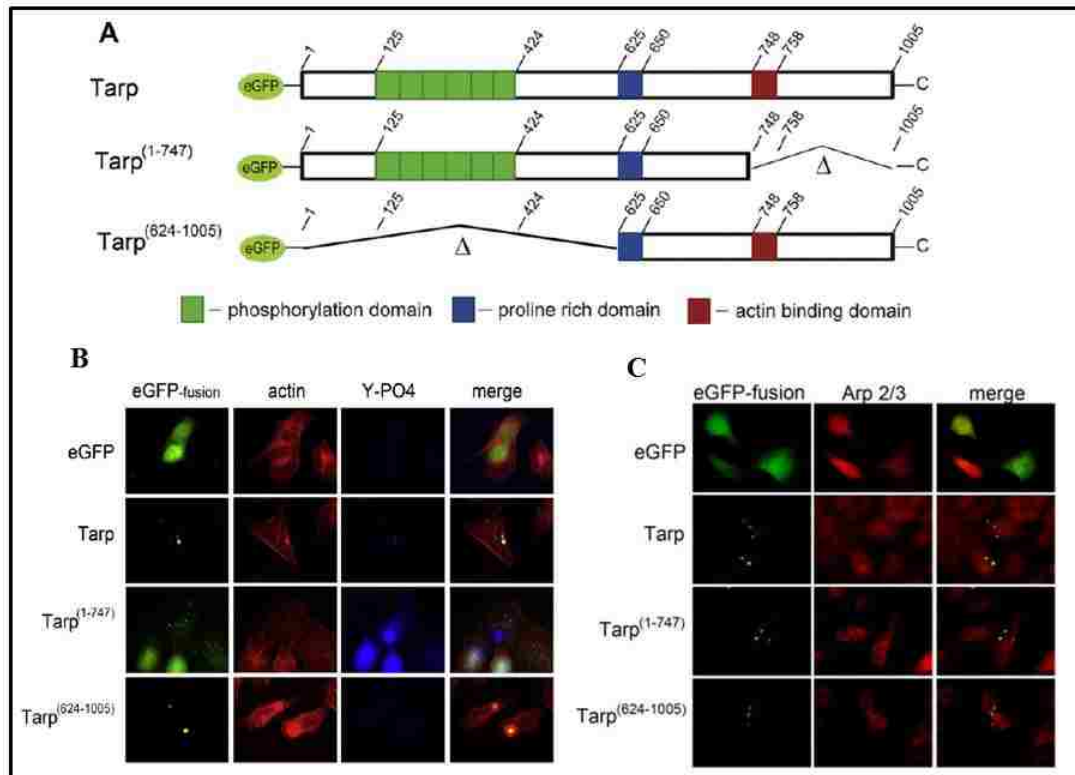 A
1 125 424 625 650 748 758 1005
Tarp eGFP C
1 125 424 625 650 748 758 1005
Tarp(1-747) eGFP Δ C
1 125 424 625 650 748 758 1005
Tarp(624-1005) eGFP Δ C
– phosphorylation domain – proline rich domain – actin binding domain
B
eGFP-fusion actin Y-PO4 merge
eGFP
Tarp
Tarp(1-747)
Tarp(624-1005)
C
eGFP-fusion Arp 2/3 merge
eGFP
Tarp
Tarp(1-747)
Tarp(624-1005)